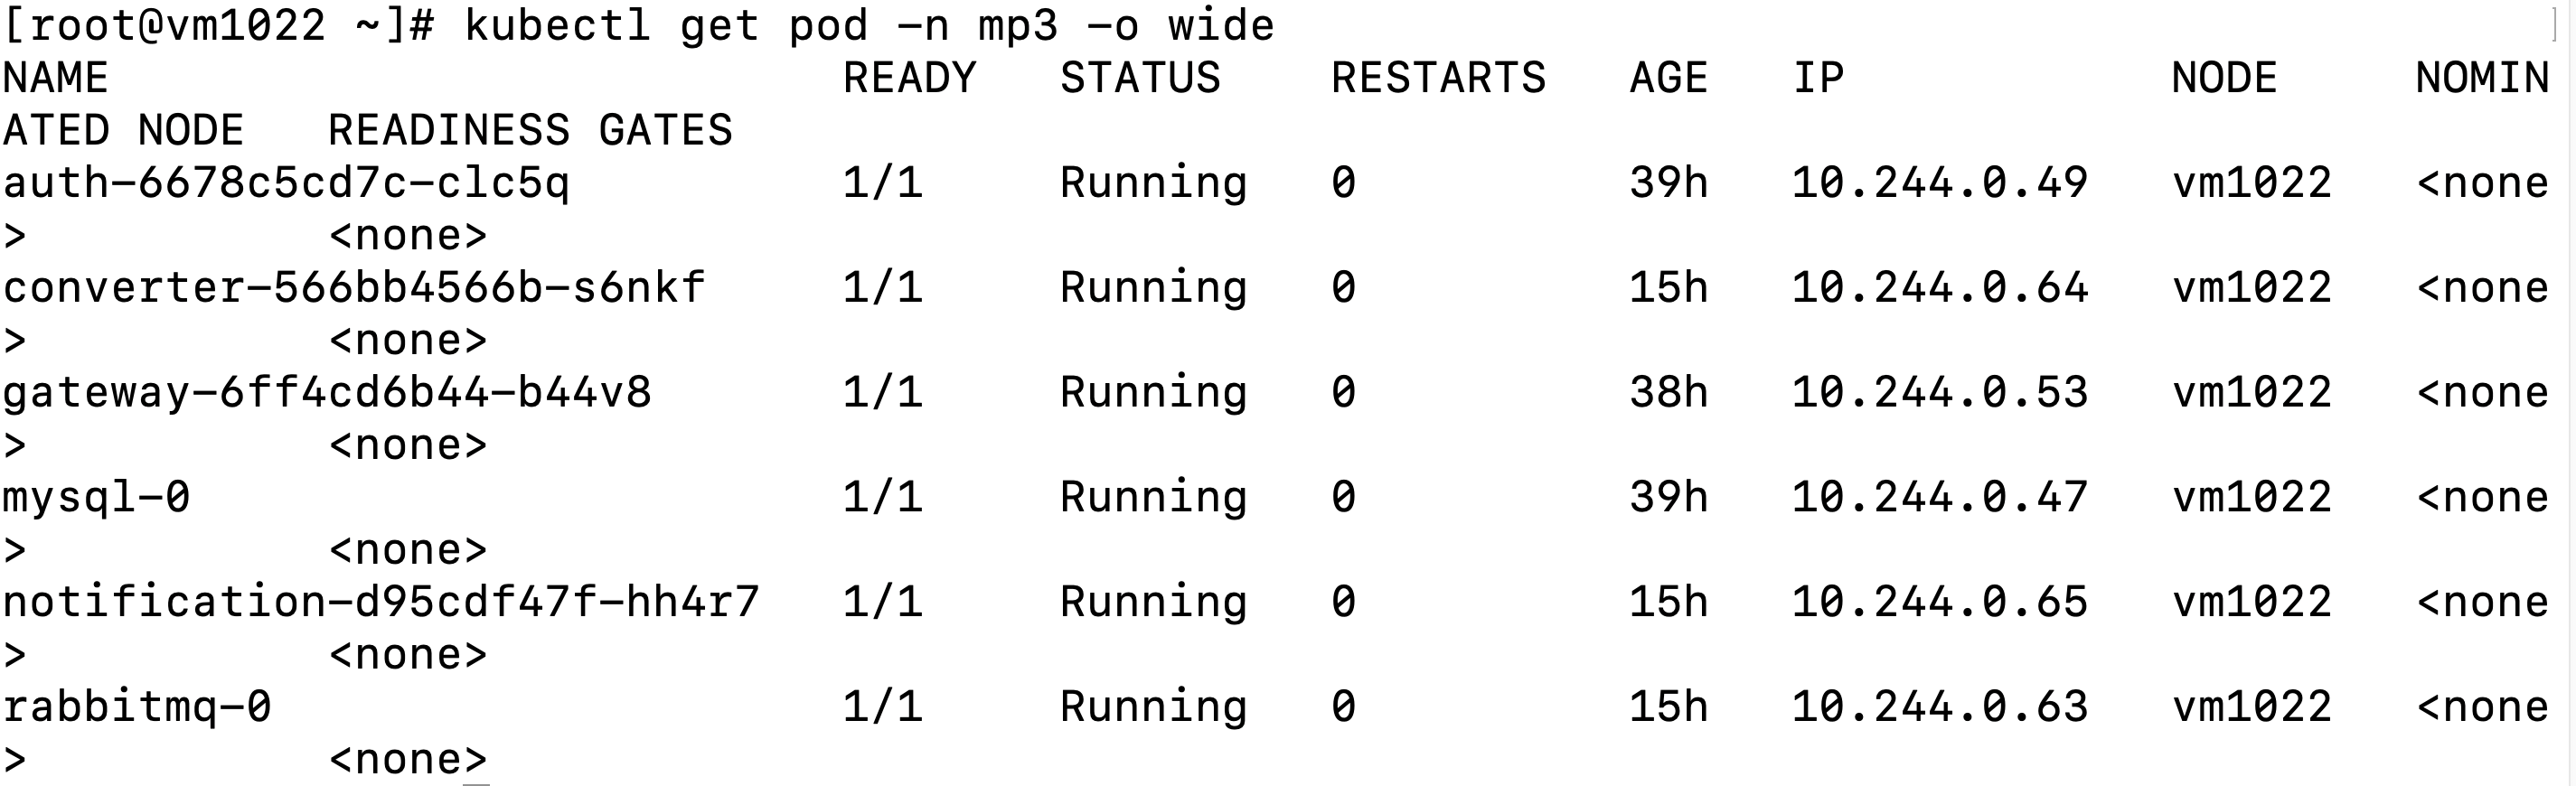 [root@vm1022 ~]# kubectl get pod -n mp3 -o wide ]
NAME                           READY   STATUS    RESTARTS   AGE   IP            NODE     NOMIN
ATED NODE   READINESS GATES
auth-6678c5cd7c-clc5q          1/1     Running   0          39h   10.244.0.49   vm1022   <none
>           <none>
converter-566bb4566b-s6nkf     1/1     Running   0          15h   10.244.0.64   vm1022   <none
>           <none>
gateway-6ff4cd6b44-b44v8       1/1     Running   0          38h   10.244.0.53   vm1022   <none
>           <none>
mysql-0                        1/1     Running   0          39h   10.244.0.47   vm1022   <none
>           <none>
notification-d95cdf47f-hh4r7   1/1     Running   0          15h   10.244.0.65   vm1022   <none
>           <none>
rabbitmq-0                     1/1     Running   0          15h   10.244.0.63   vm1022   <none
>           <none>